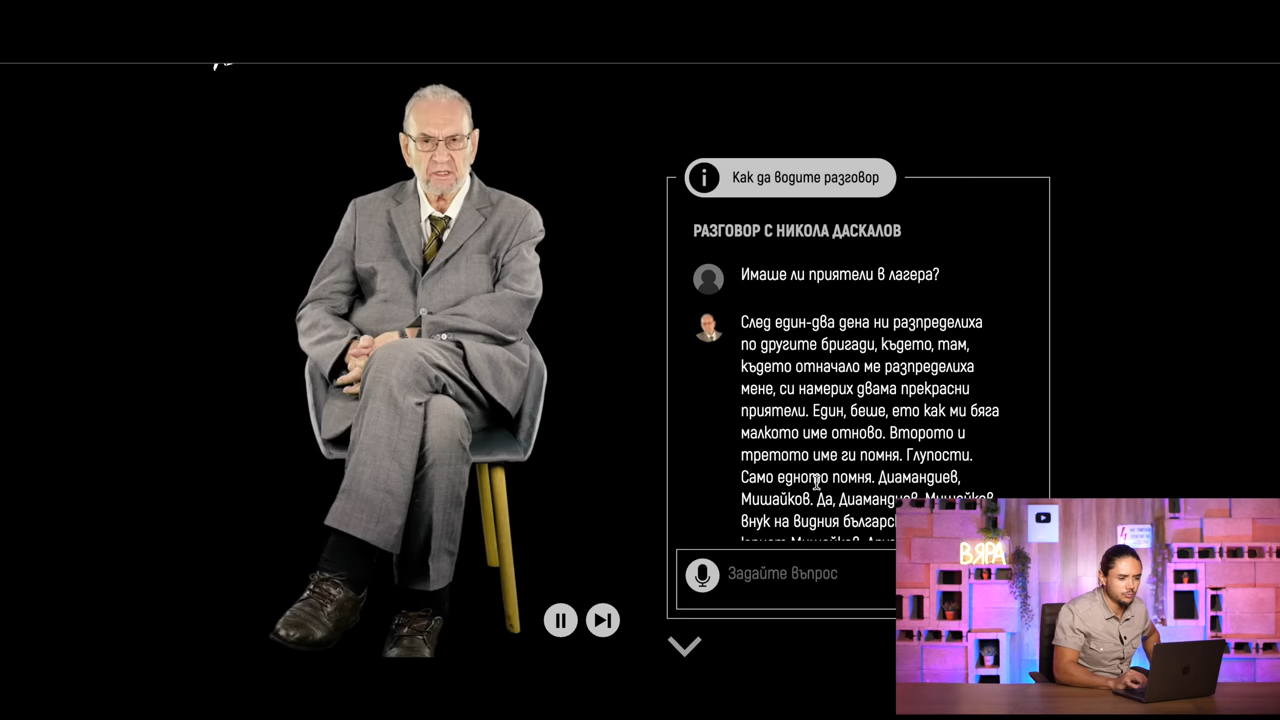 Как да водите разговор
РАЗГОВОР С НИКОЛА ДАСКАЛОВ
Имаше ли приятели в лагера?
След един-два дена ни разпределиха
по другите бригади, където, там,
където отначало ме разпределиха
мене, си намерих двама прекрасни
приятели. Един, беше, ето как ми бяга
малкото име отново. Второто и
третото име ги помня. Глупости.
Само едното помня. Диамандиев,
Мишайков. Да, Диамандиев, Мишайков,
внук на видния
Задайте въпрос
ВЯРА